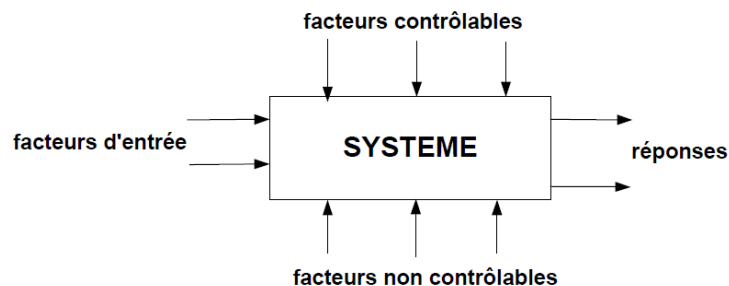 facteurs contrôlables
facteurs d'entrée
SYSTEME
réponses
facteurs non contrôlables